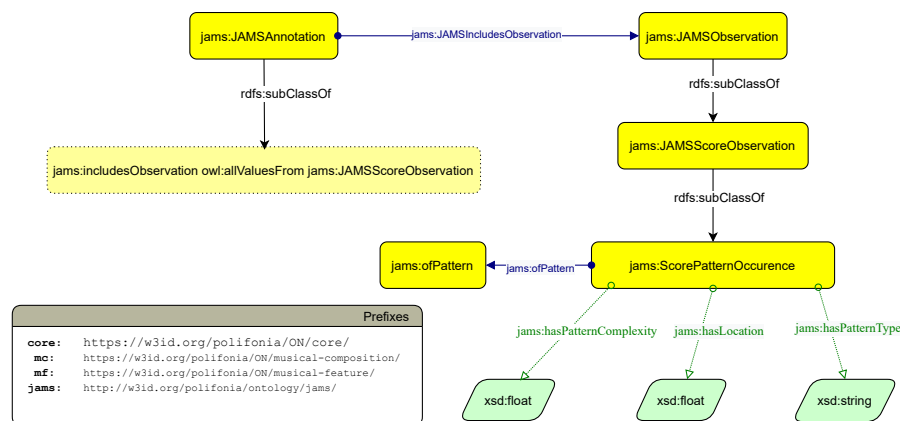 jams:JAMSAnnotation
jams:JAMSIncludesObservation
jams:JAMSObservation
rdfs:subClassOf
rdfs:subClassOf
jams:includesObservation owl:allValuesFrom jams:JAMSScoreObservation
jams:JAMSScoreObservation
rdfs:subClassOf
jams:ofPattern
jams:ofPattern
jams:ScorePatternOccurence
Prefixes
core: https://w3id.org/polifonia/ON/core/
mc: https://w3id.org/polifonia/ON/musical-composition/
mf: https://w3id.org/polifonia/ON/musical-feature/
jams: http://w3id.org/polifonia/ontology/jams/
jams:hasPatternComplexity
jams:hasLocation
jams:hasPatternType
xsd:float
xsd:float
xsd:string